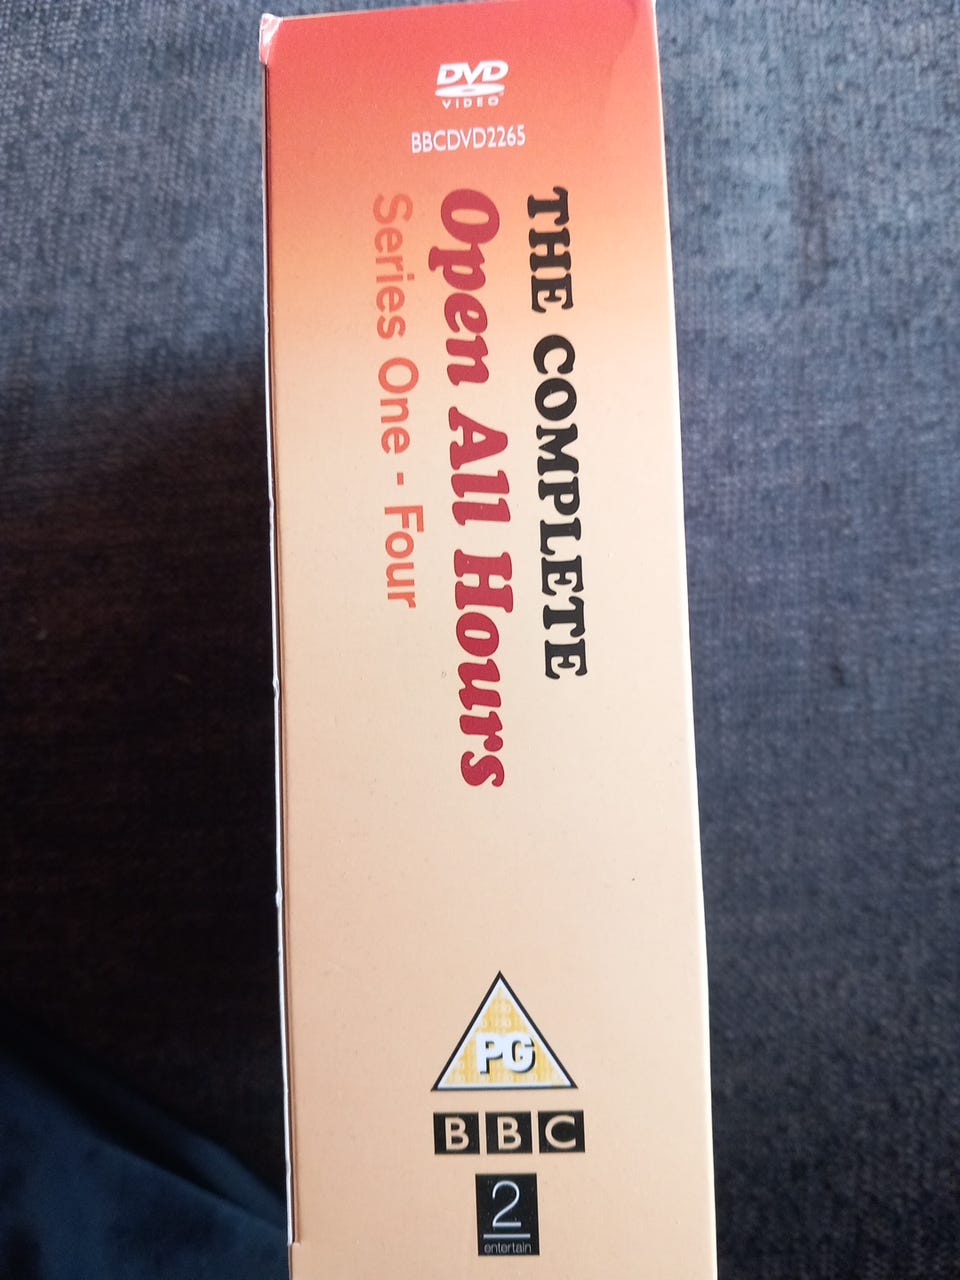 DVD
VIDEO
BBCDVD2265
THE COMPLETE
Open All Hours
Series One - Four
PG
BBC
2
entertain